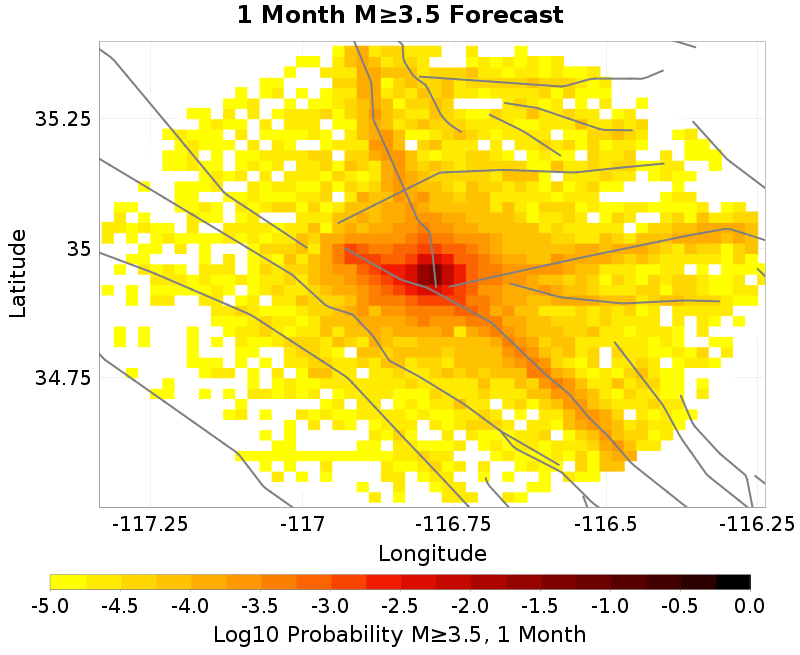 1 Month M≥3.5 Forecast
35.25
35
34.75
Latitude
-117.25 -117 -116.75 -116.5 -116.25
Longitude
-5.0 -4.5 -4.0 -3.5 -3.0 -2.5 -2.0 -1.5 -1.0 -0.5 0.0
Log10 Probability M≥3.5, 1 Month